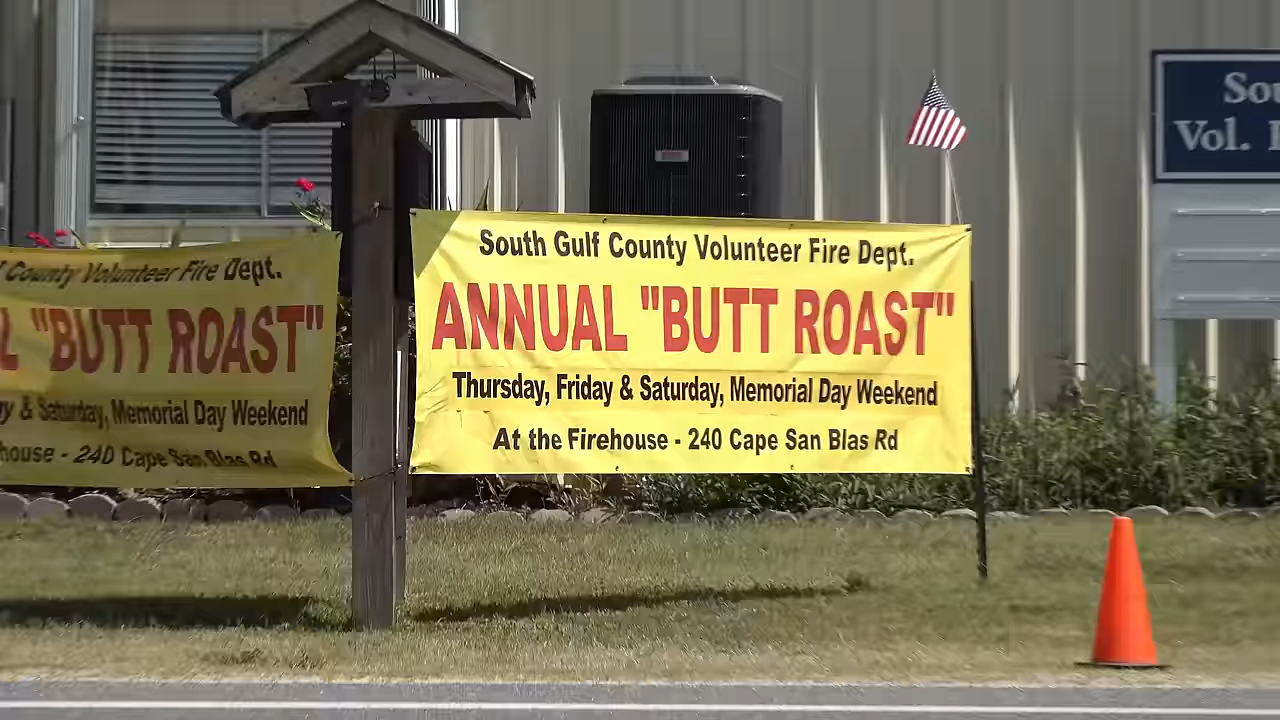 South Gulf County Volunteer Fire Dept.
ANNUAL "BUTT ROAST"
Thursday, Friday & Saturday, Memorial Day Weekend
At the Firehouse - 240 Cape San Blas Rd
County Volunteer Fire Dept.
"BUTT ROAST"
& Saturday, Memorial Day Weekend
- 240 Cape San Blas Rd
Vol.